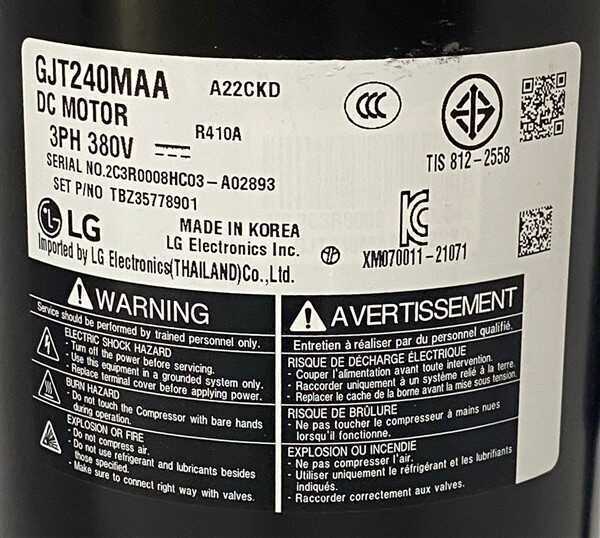 GJT240MAA A22CKD
DC MOTOR
3PH 380V R410A
SERIAL NO.2C3R0008HC03-A02893
SET P/NO TBZ35778901
TIS 812-2558
LG MADE IN KOREA
LG Electronics Inc.
Imported by LG Electronics(THAILAND)Co.,Ltd.
XM070011-21071
WARNING
Service should be performed by trained personnel only.
ELECTRIC SHOCK HAZARD
- Turn off the power before servicing.
- Use this equipment in a grounded system only.
- Replace terminal cover before applying power.
BURN HAZARD
- Do not touch the Compressor with bare hands
during operation.
EXPLOSION OR FIRE
- Do not compress air.
- Do not use refrigerant and lubricants besides
those specified.
- Make sure to connect right way with valves.
AVERTISSEMENT
Entretien à réaliser par du personnel qualifié.
RISQUE DE DÉCHARGE ÉLECTRIQUE
- Couper l'alimentation avant toute intervention.
- Raccorder uniquement à un système relié à la terre.
- Replacer le cache de la borne avant la mise sous tension.
RISQUE DE BRÛLURE
- Ne pas toucher le compresseur à mains nues
lorsqu'il fonctionne.
EXPLOSION OU INCENDIE
- Ne pas compresser l'air.
- Utiliser uniquement le réfrigérant et les lubrifiants
indiqués.
- Raccorder correctement aux valves.